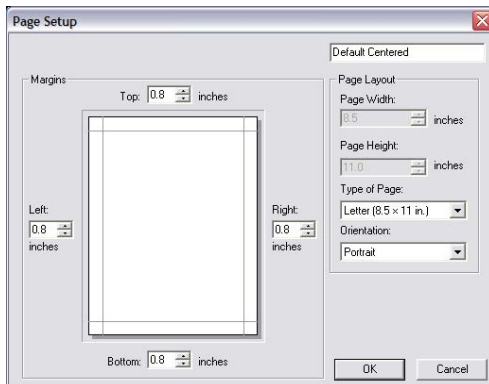 Page Setup
Default Centered
Margins
Top: 0.8 inches
Left:
0.8
inches
Right:
0.8
inches
Bottom: 0.8 inches
Page Layout
Page Width:
8.5 inches
Page Height:
11.0 inches
Type of Page:
Letter (8.5 × 11 in.)
Orientation:
Portrait
OK Cancel